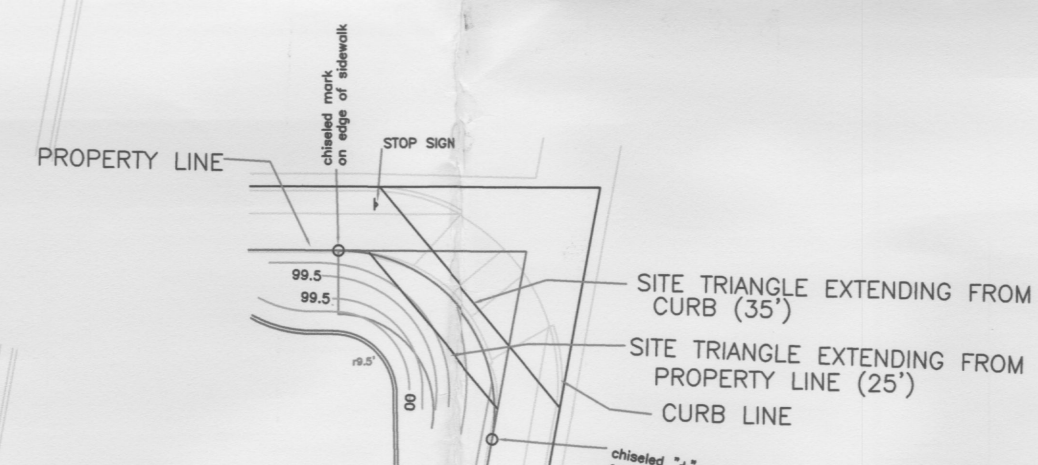 chiseled mark
on edge of sidewalk
STOP SIGN
PROPERTY LINE
99.5
99.5
r9.5'
00
SITE TRIANGLE EXTENDING FROM
CURB (35')
SITE TRIANGLE EXTENDING FROM
PROPERTY LINE (25')
CURB LINE
chiseled